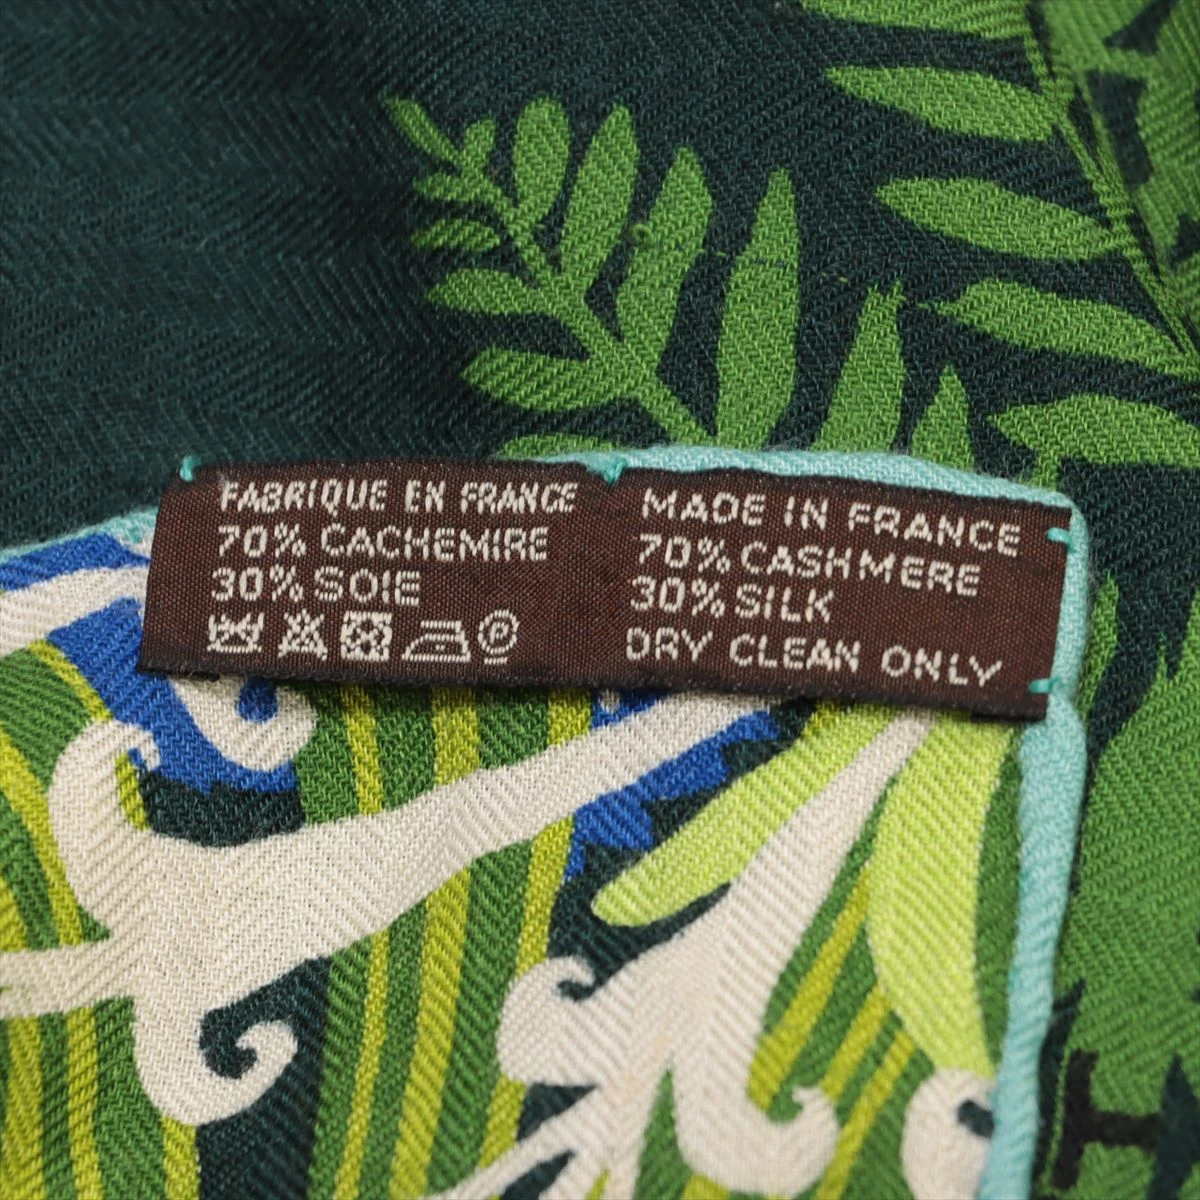 FABRIQUE EN FRANCE
70% CACHEMIRE
30% SOIE
P
MADE IN FRANCE
70% CASHMERE
30% SILK
DRY CLEAN ONLY
H